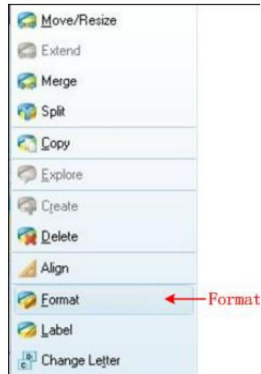 Move/Resize
Extend
Merge
Split
Copy
Explore
Create
Delete
Align
Format Format
Label
Change Letter